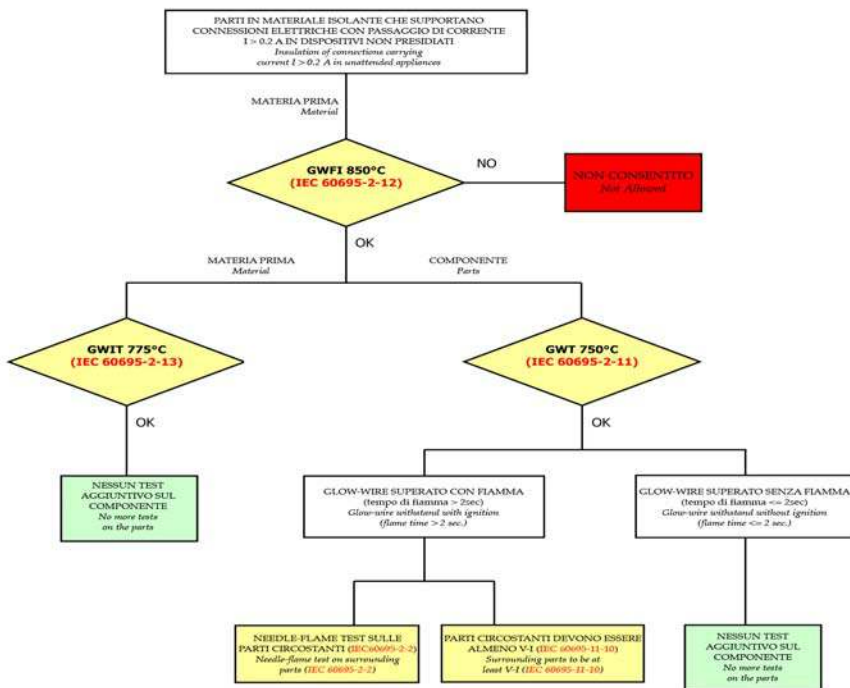 PARTI IN MATERIALE ISOLANTE CHE SUPPORTANO
CONNESSIONI ELETTRICHE CON PASSAGGIO DI CORRENTE
I > 0.2 A IN DISPOSITIVI NON PRESIDIATI
Insulation of connections carrying
current I > 0.2 A in unattended appliances
MATERIA PRIMA
Material
GWFI 850°C
(IEC 60695-2-12)
NO
NON CONSENTITO
Not Allowed
OK
MATERIA PRIMA
Material
COMPONENTE
Parts
GWIT 775°C
(IEC 60695-2-13)
GWT 750°C
(IEC 60695-2-11)
OK
OK
NESSUN TEST
AGGIUNTIVO SUL
COMPONENTE
No more tests
on the parts
GLOW-WIRE SUPERATO CON FIAMMA
(tempo di fiamma > 2sec)
Glow-wire withstand with ignition
(flame time > 2 sec.)
GLOW-WIRE SUPERATO SENZA FIAMMA
(tempo di fiamma <= 2sec)
Glow-wire withstand without ignition
(flame time <= 2 sec.)
NEEDLE-FLAME TEST SULLE
PARTI CIRCOSTANTI (IEC60695-2-2)
Needle-flame test on surrounding
parts (IEC 60695-2-2)
PARTI CIRCOSTANTI DEVONO ESSERE
ALMENO V-I (IEC 60695-11-10)
Surrounding parts to be at
least V-I (IEC 60695-11-10)
NESSUN TEST
AGGIUNTIVO SUL
COMPONENTE
No more tests
on the parts